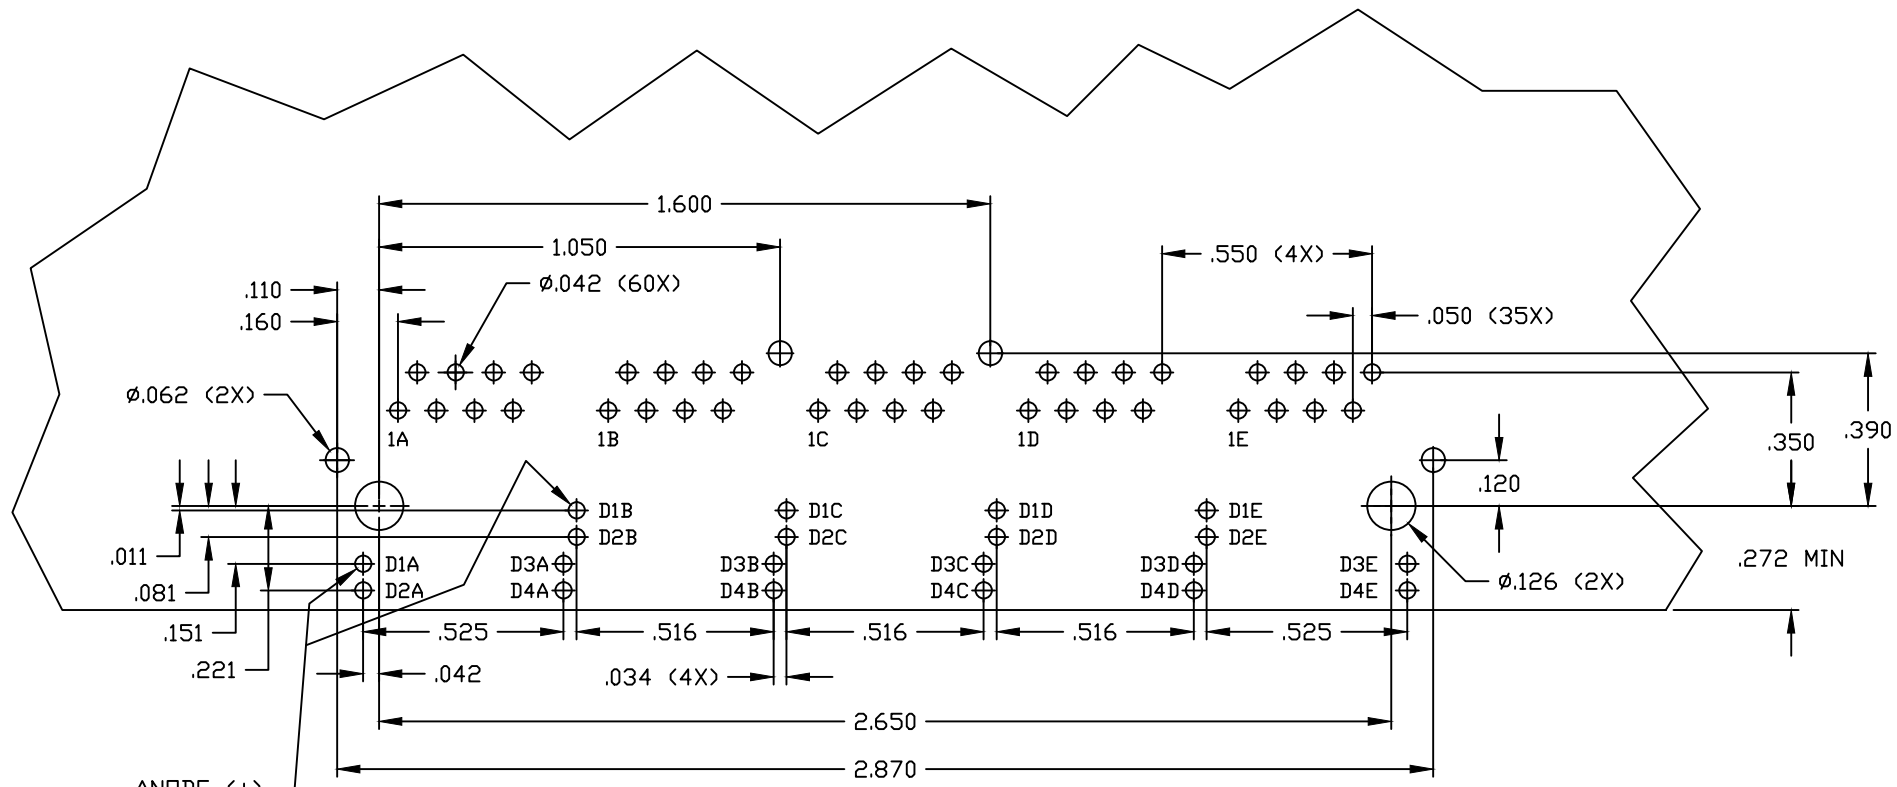 1.600
1.050
.550 (4X)
Ø.042 (60X)
.110
.160
.050 (35X)
Ø.062 (2X)
1A
1B
1C
1D
1E
.350
.390
.120
D1B
D1C
D1D
D1E
D2B
D2C
D2D
D2E
.011
D1A
D3A
D3B
D3C
D3D
D3E
.272 MIN
.081
D2A
D4A
D4B
D4C
D4D
D4E
Ø.126 (2X)
.151
.525
.516
.516
.516
.525
.221
.042
.034 (4X)
2.650
2.870
ANODE (+)